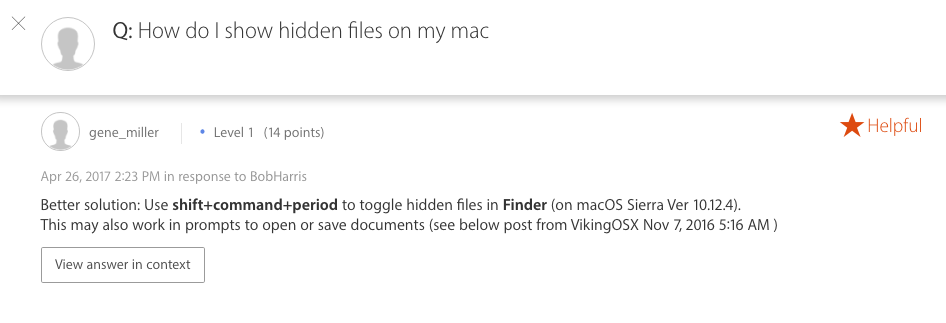 Q: How do I show hidden files on my mac
gene_miller • Level 1 (14 points)
Helpful
Apr 26, 2017 2:23 PM in response to BobHarris
Better solution: Use shift+command+period to toggle hidden files in Finder (on macOS Sierra Ver 10.12.4).
This may also work in prompts to open or save documents (see below post from VikingOSX Nov 7, 2016 5:16 AM )
View answer in context